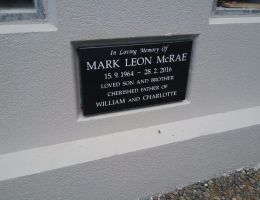 In Loving Memory Of
MARK LEON McRAE
15. 9. 1964 ~ 28. 2. 2016
LOVED SON AND BROTHER
CHERISHED FATHER OF
WILLIAM AND CHARLOTTE